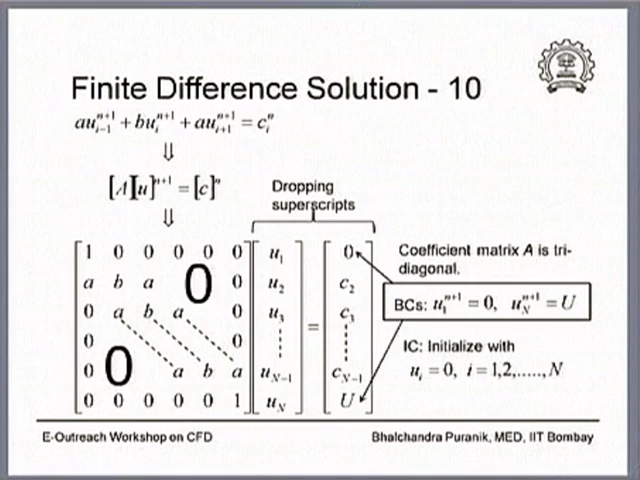 Finite Difference Solution - 10
au_{i-1}^{n+1} + bu_i^{n+1} + au_{i+1}^{n+1} = c_i^n
⇓
[A][u]^{n+1} = [c]^n
⇓
Dropping
superscripts
1 0 0 0 0 0 u_1 0
a b a 0 0 u_2 c_2
0 a b a 0 u_3 = c_3
0 0
0 0 a b a u_{N-1} c_{N-1}
0 0 0 0 0 1 u_N U
Coefficient matrix A is tri-
diagonal.
BCs: u_1^{n+1} = 0, u_N^{n+1} = U
IC: Initialize with
u_i = 0, i = 1,2,....., N
E-Outreach Workshop on CFD
Bhalchandra Puranik, MED, IIT Bombay